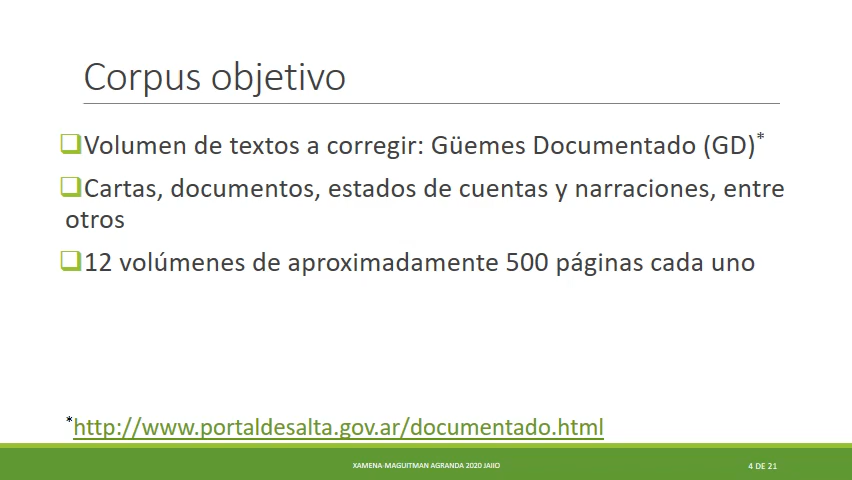 Corpus objetivo
❑Volumen de textos a corregir: Güemes Documentado (GD)*
❑Cartas, documentos, estados de cuentas y narraciones, entre
otros
❑12 volúmenes de aproximadamente 500 páginas cada uno
*http://www.portaldesalta.gov.ar/documentado.html
XAMENA-MAGUITMAN AGRANDA 2020 JAIIO
4 DE 21